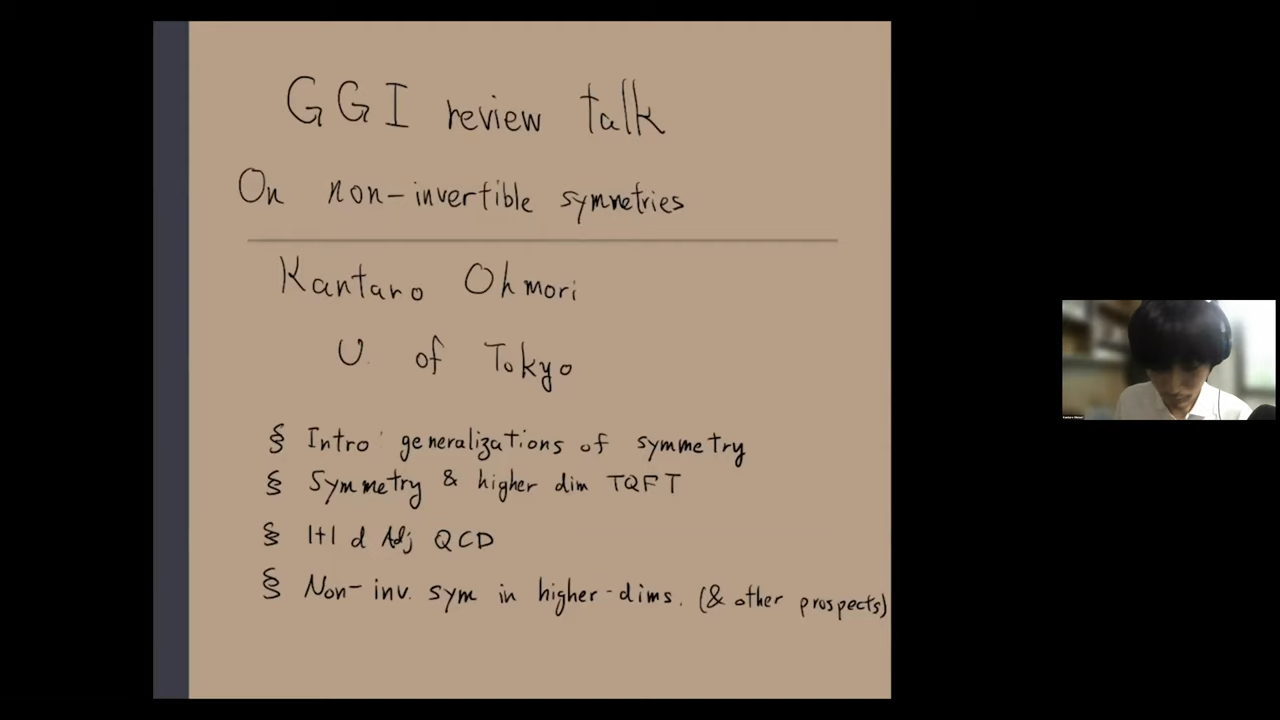 GGI review talk
On non-invertible symmetries
Kantaro Ohmori
U. of Tokyo
§ Intro: generalizations of symmetry
§ Symmetry & higher dim TQFT
§ 1+1 d Adj QCD
§ Non-inv. sym in higher-dims. (& other prospects)